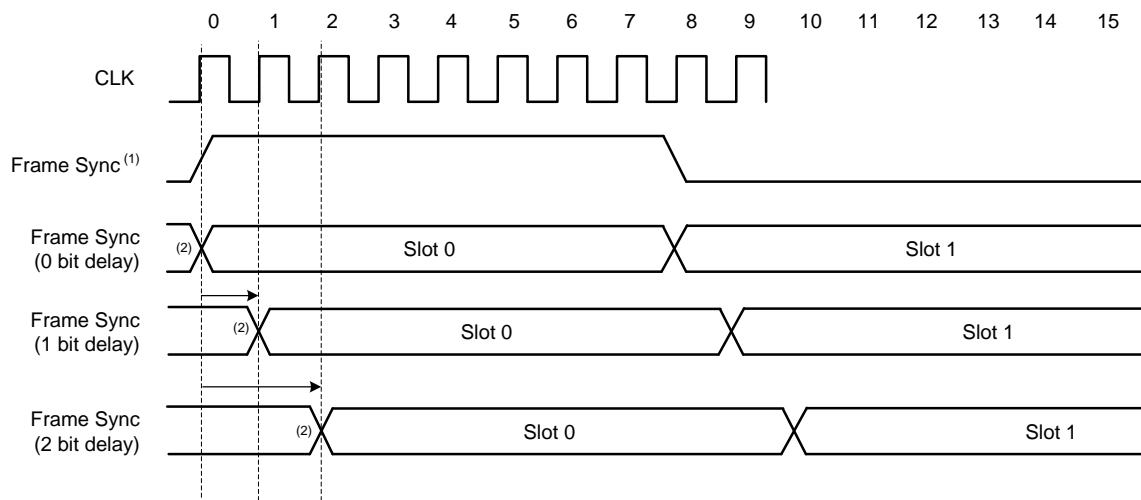 0 1 2 3 4 5 6 7 8 9 10 11 12 13 14 15
CLK
Frame Sync (1)
Frame Sync
(0 bit delay)
(2)
Slot 0
Slot 1
Frame Sync
(1 bit delay)
(2)
Slot 0
Slot 1
Frame Sync
(2 bit delay)
(2)
Slot 0
Slot 1